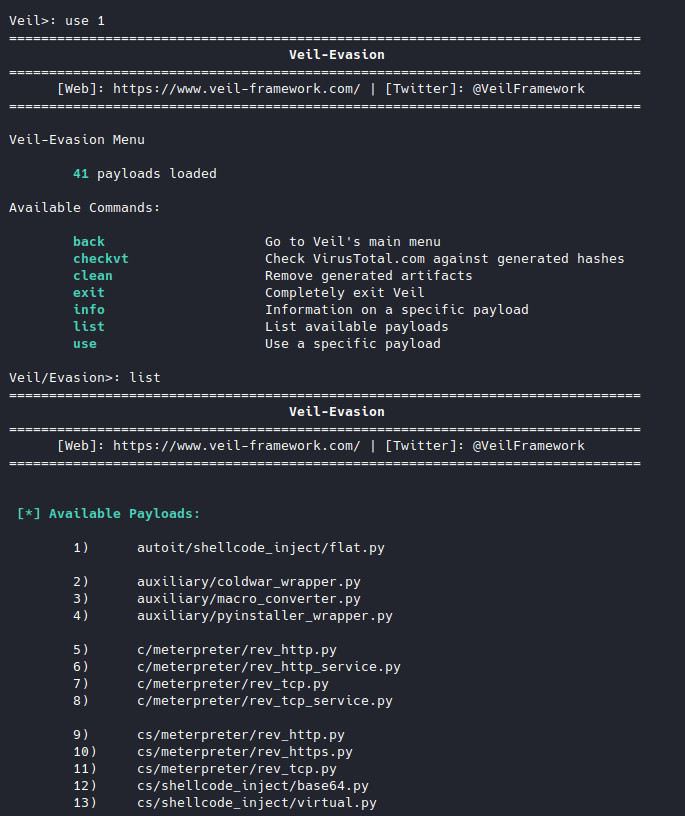 Veil>: use 1
===============================================================================
Veil-Evasion
===============================================================================
[Web]: https://www.veil-framework.com/ | [Twitter]: @VeilFramework
===============================================================================
Veil-Evasion Menu
41 payloads loaded
Available Commands:
back Go to Veil's main menu
checkvt Check VirusTotal.com against generated hashes
clean Remove generated artifacts
exit Completely exit Veil
info Information on a specific payload
list List available payloads
use Use a specific payload
Veil/Evasion>: list
===============================================================================
Veil-Evasion
===============================================================================
[Web]: https://www.veil-framework.com/ | [Twitter]: @VeilFramework
===============================================================================
[*] Available Payloads:
1) autoit/shellcode_inject/flat.py
2) auxiliary/coldwar_wrapper.py
3) auxiliary/macro_converter.py
4) auxiliary/pyinstaller_wrapper.py
5) c/meterpreter/rev_http.py
6) c/meterpreter/rev_http_service.py
7) c/meterpreter/rev_tcp.py
8) c/meterpreter/rev_tcp_service.py
9) cs/meterpreter/rev_http.py
10) cs/meterpreter/rev_https.py
11) cs/meterpreter/rev_tcp.py
12) cs/shellcode_inject/base64.py
13) cs/shellcode_inject/virtual.py